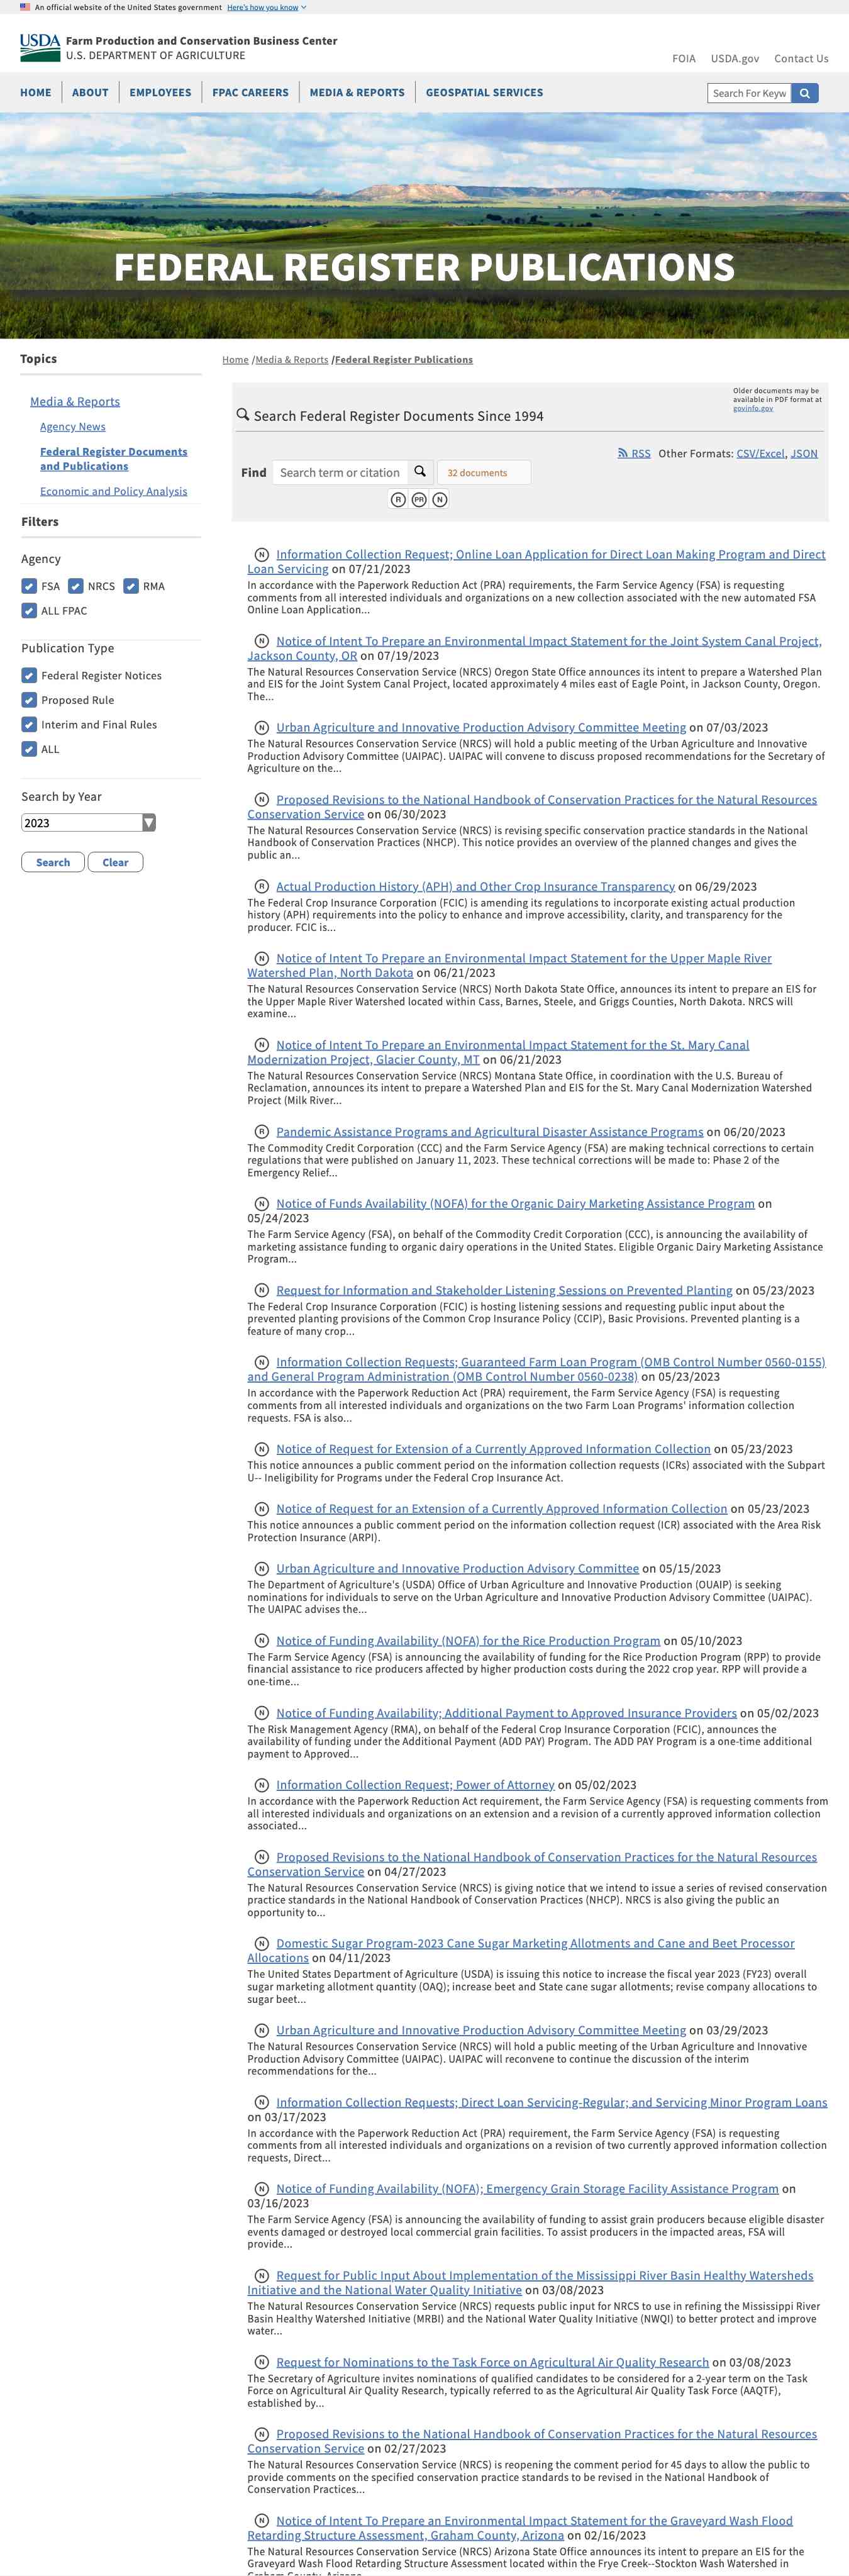 An official website of the United States government Here's how you know
USDA Farm Production and Conservation Business Center
U.S. DEPARTMENT OF AGRICULTURE
FOIA USDA.gov Contact Us
HOME ABOUT EMPLOYEES FPAC CAREERS MEDIA & REPORTS GEOSPATIAL SERVICES Search For Keyw
FEDERAL REGISTER PUBLICATIONS
Topics
Media & Reports
Agency News
Federal Register Documents
and Publications
Economic and Policy Analysis
Filters
Agency
FSA NRCS RMA
ALL FPAC
Publication Type
Federal Register Notices
Proposed Rule
Interim and Final Rules
ALL
Search by Year
2023
Search Clear
Home /Media & Reports /Federal Register Publications
Older documents may be
available in PDF format at
govinfo.gov
Search Federal Register Documents Since 1994
RSS Other Formats: CSV/Excel, JSON
Find Search term or citation 32 documents
R PR N
N Information Collection Request; Online Loan Application for Direct Loan Making Program and Direct
Loan Servicing on 07/21/2023
In accordance with the Paperwork Reduction Act (PRA) requirements, the Farm Service Agency (FSA) is requesting
comments from all interested individuals and organizations on a new collection associated with the new automated FSA
Online Loan Application...
N Notice of Intent To Prepare an Environmental Impact Statement for the Joint System Canal Project,
Jackson County, OR on 07/19/2023
The Natural Resources Conservation Service (NRCS) Oregon State Office announces its intent to prepare a Watershed Plan
and EIS for the Joint System Canal Project, located approximately 4 miles east of Eagle Point, in Jackson County, Oregon.
The...
N Urban Agriculture and Innovative Production Advisory Committee Meeting on 07/03/2023
The Natural Resources Conservation Service (NRCS) will hold a public meeting of the Urban Agriculture and Innovative
Production Advisory Committee (UAIPAC). UAIPAC will convene to discuss proposed recommendations for the Secretary of
Agriculture on the...
N Proposed Revisions to the National Handbook of Conservation Practices for the Natural Resources
Conservation Service on 06/30/2023
The Natural Resources Conservation Service (NRCS) is revising specific conservation practice standards in the National
Handbook of Conservation Practices (NHCP). This notice provides an overview of the planned changes and gives the
public an...
R Actual Production History (APH) and Other Crop Insurance Transparency on 06/29/2023
The Federal Crop Insurance Corporation (FCIC) is amending its regulations to incorporate existing actual production
history (APH) requirements into the policy to enhance and improve accessibility, clarity, and transparency for the
producer. FCIC is...
N Notice of Intent To Prepare an Environmental Impact Statement for the Upper Maple River
Watershed Plan, North Dakota on 06/21/2023
The Natural Resources Conservation Service (NRCS) North Dakota State Office, announces its intent to prepare an EIS for
the Upper Maple River Watershed located within Cass, Barnes, Steele, and Griggs Counties, North Dakota. NRCS will
examine...
N Notice of Intent To Prepare an Environmental Impact Statement for the St. Mary Canal
Modernization Project, Glacier County, MT on 06/21/2023
The Natural Resources Conservation Service (NRCS) Montana State Office, in coordination with the U.S. Bureau of
Reclamation, announces its intent to prepare a Watershed Plan and EIS for the St. Mary Canal Modernization Watershed
Project (Milk River...
R Pandemic Assistance Programs and Agricultural Disaster Assistance Programs on 06/20/2023
The Commodity Credit Corporation (CCC) and the Farm Service Agency (FSA) are making technical corrections to certain
regulations that were published on January 11, 2023. These technical corrections will be made to: Phase 2 of the
Emergency Relief...
N Notice of Funds Availability (NOFA) for the Organic Dairy Marketing Assistance Program on
05/24/2023
The Farm Service Agency (FSA), on behalf of the Commodity Credit Corporation (CCC), is announcing the availability of
marketing assistance funding to organic dairy operations in the United States. Eligible Organic Dairy Marketing Assistance
Program...
N Request for Information and Stakeholder Listening Sessions on Prevented Planting on 05/23/2023
The Federal Crop Insurance Corporation (FCIC) is hosting listening sessions and requesting public input about the
prevented planting provisions of the Common Crop Insurance Policy (CCIP), Basic Provisions. Prevented planting is a
feature of many crop...
N Information Collection Requests; Guaranteed Farm Loan Program (OMB Control Number 0560-0155)
and General Program Administration (OMB Control Number 0560-0238) on 05/23/2023
In accordance with the Paperwork Reduction Act (PRA) requirement, the Farm Service Agency (FSA) is requesting
comments from all interested individuals and organizations on the two Farm Loan Programs' information collection
requests. FSA is also...
N Notice of Request for Extension of a Currently Approved Information Collection on 05/23/2023
This notice announces a public comment period on the information collection requests (ICRs) associated with the Subpart
U-- Ineligibility for Programs under the Federal Crop Insurance Act.
N Notice of Request for an Extension of a Currently Approved Information Collection on 05/23/2023
This notice announces a public comment period on the information collection request (ICR) associated with the Area Risk
Protection Insurance (ARPI).
N Urban Agriculture and Innovative Production Advisory Committee on 05/15/2023
The Department of Agriculture's (USDA) Office of Urban Agriculture and Innovative Production (OUAIP) is seeking
nominations for individuals to serve on the Urban Agriculture and Innovative Production Advisory Committee (UAIPAC).
The UAIPAC advises the...
N Notice of Funding Availability (NOFA) for the Rice Production Program on 05/10/2023
The Farm Service Agency (FSA) is announcing the availability of funding for the Rice Production Program (RPP) to provide
financial assistance to rice producers affected by higher production costs during the 2022 crop year. RPP will provide a
one-time...
N Notice of Funding Availability; Additional Payment to Approved Insurance Providers on 05/02/2023
The Risk Management Agency (RMA), on behalf of the Federal Crop Insurance Corporation (FCIC), announces the
availability of funding under the Additional Payment (ADD PAY) Program. The ADD PAY Program is a one-time additional
payment to Approved...
N Information Collection Request; Power of Attorney on 05/02/2023
In accordance with the Paperwork Reduction Act requirement, the Farm Service Agency (FSA) is requesting comments from
all interested individuals and organizations on an extension and a revision of a currently approved information collection
associated...
N Proposed Revisions to the National Handbook of Conservation Practices for the Natural Resources
Conservation Service on 04/27/2023
The Natural Resources Conservation Service (NRCS) is giving notice that we intend to issue a series of revised conservation
practice standards in the National Handbook of Conservation Practices (NHCP). NRCS is also giving the public an
opportunity to...
N Domestic Sugar Program-2023 Cane Sugar Marketing Allotments and Cane and Beet Processor
Allocations on 04/11/2023
The United States Department of Agriculture (USDA) is issuing this notice to increase the fiscal year 2023 (FY23) overall
sugar marketing allotment quantity (OAQ); increase beet and State cane sugar allotments; revise company allocations to
sugar beet...
N Urban Agriculture and Innovative Production Advisory Committee Meeting on 03/29/2023
The Natural Resources Conservation Service (NRCS) will hold a public meeting of the Urban Agriculture and Innovative
Production Advisory Committee (UAIPAC). UAIPAC will reconvene to continue the discussion of the interim
recommendations for the...
N Information Collection Requests; Direct Loan Servicing-Regular; and Servicing Minor Program Loans
on 03/17/2023
In accordance with the Paperwork Reduction Act (PRA) requirement, the Farm Service Agency (FSA) is requesting
comments from all interested individuals and organizations on a revision of two currently approved information collection
requests, Direct...
N Notice of Funding Availability (NOFA); Emergency Grain Storage Facility Assistance Program on
03/16/2023
The Farm Service Agency (FSA) is announcing the availability of funding to assist grain producers because eligible disaster
events damaged or destroyed local commercial grain facilities. To assist producers in the impacted areas, FSA will
provide...
N Request for Public Input About Implementation of the Mississippi River Basin Healthy Watersheds
Initiative and the National Water Quality Initiative on 03/08/2023
The Natural Resources Conservation Service (NRCS) requests public input for NRCS to use in refining the Mississippi River
Basin Healthy Watershed Initiative (MRBI) and the National Water Quality Initiative (NWQI) to better protect and improve
water...
N Request for Nominations to the Task Force on Agricultural Air Quality Research on 03/08/2023
The Secretary of Agriculture invites nominations of qualified candidates to be considered for a 2-year term on the Task
Force on Agricultural Air Quality Research, typically referred to as the Agricultural Air Quality Task Force (AAQTF),
established by...
N Proposed Revisions to the National Handbook of Conservation Practices for the Natural Resources
Conservation Service on 02/27/2023
The Natural Resources Conservation Service (NRCS) is reopening the comment period for 45 days to allow the public to
provide comments on the specified conservation practice standards to be revised in the National Handbook of
Conservation Practices...
N Notice of Intent To Prepare an Environmental Impact Statement for the Graveyard Wash Flood
Retarding Structure Assessment, Graham County, Arizona on 02/16/2023
The Natural Resources Conservation Service (NRCS) Arizona State Office announces its intent to prepare an EIS for the
Graveyard Wash Flood Retarding Structure Assessment located within the Frye Creek--Stockton Wash Watershed in